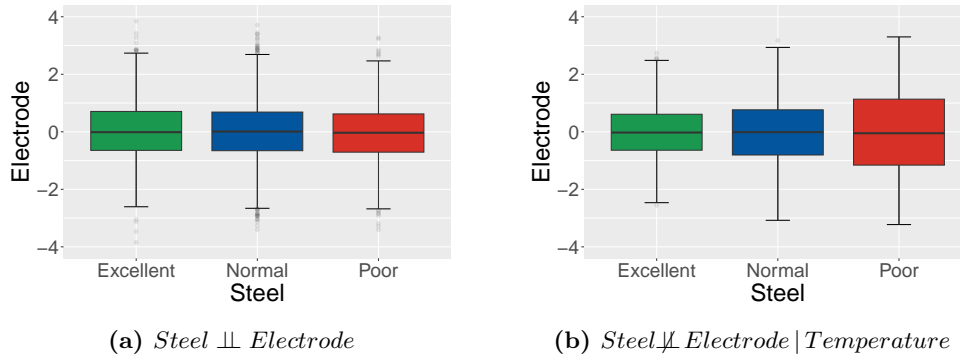 4
2
0
−2
−4
Electrode
Excellent Normal Poor
Steel
(a) Steel ⫫ Electrode
4
2
0
−2
−4
Electrode
Excellent Normal Poor
Steel
(b) Steel ⫫̸ Electrode | Temperature